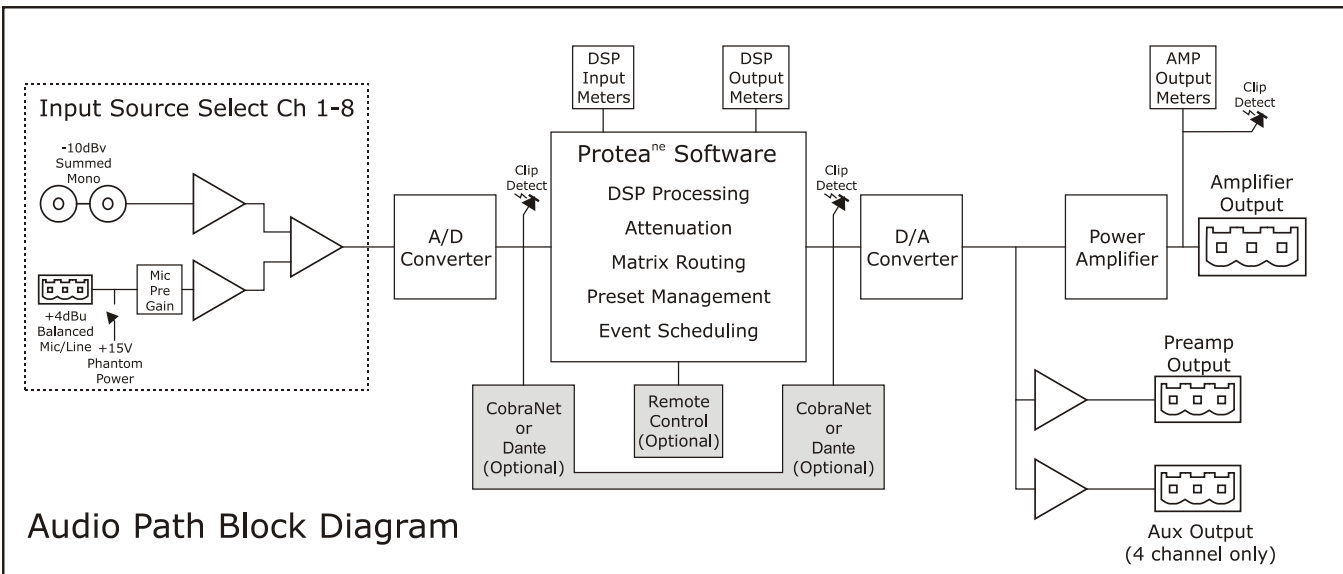 Input Source Select Ch 1-8
-10dBv
Summed
Mono
+4dBu
Balanced
Mic/Line
+15V
Phantom
Power
Mic
Pre
Gain
A/D
Converter
Clip
Detect
DSP
Input
Meters
DSP
Output
Meters
Protea^ne Software
DSP Processing
Attenuation
Matrix Routing
Preset Management
Event Scheduling
CobraNet
or
Dante
(Optional)
Remote
Control
(Optional)
CobraNet
or
Dante
(Optional)
Clip
Detect
D/A
Converter
Power
Amplifier
AMP
Output
Meters
Clip
Detect
Amplifier
Output
Preamp
Output
Aux Output
(4 channel only)
Audio Path Block Diagram